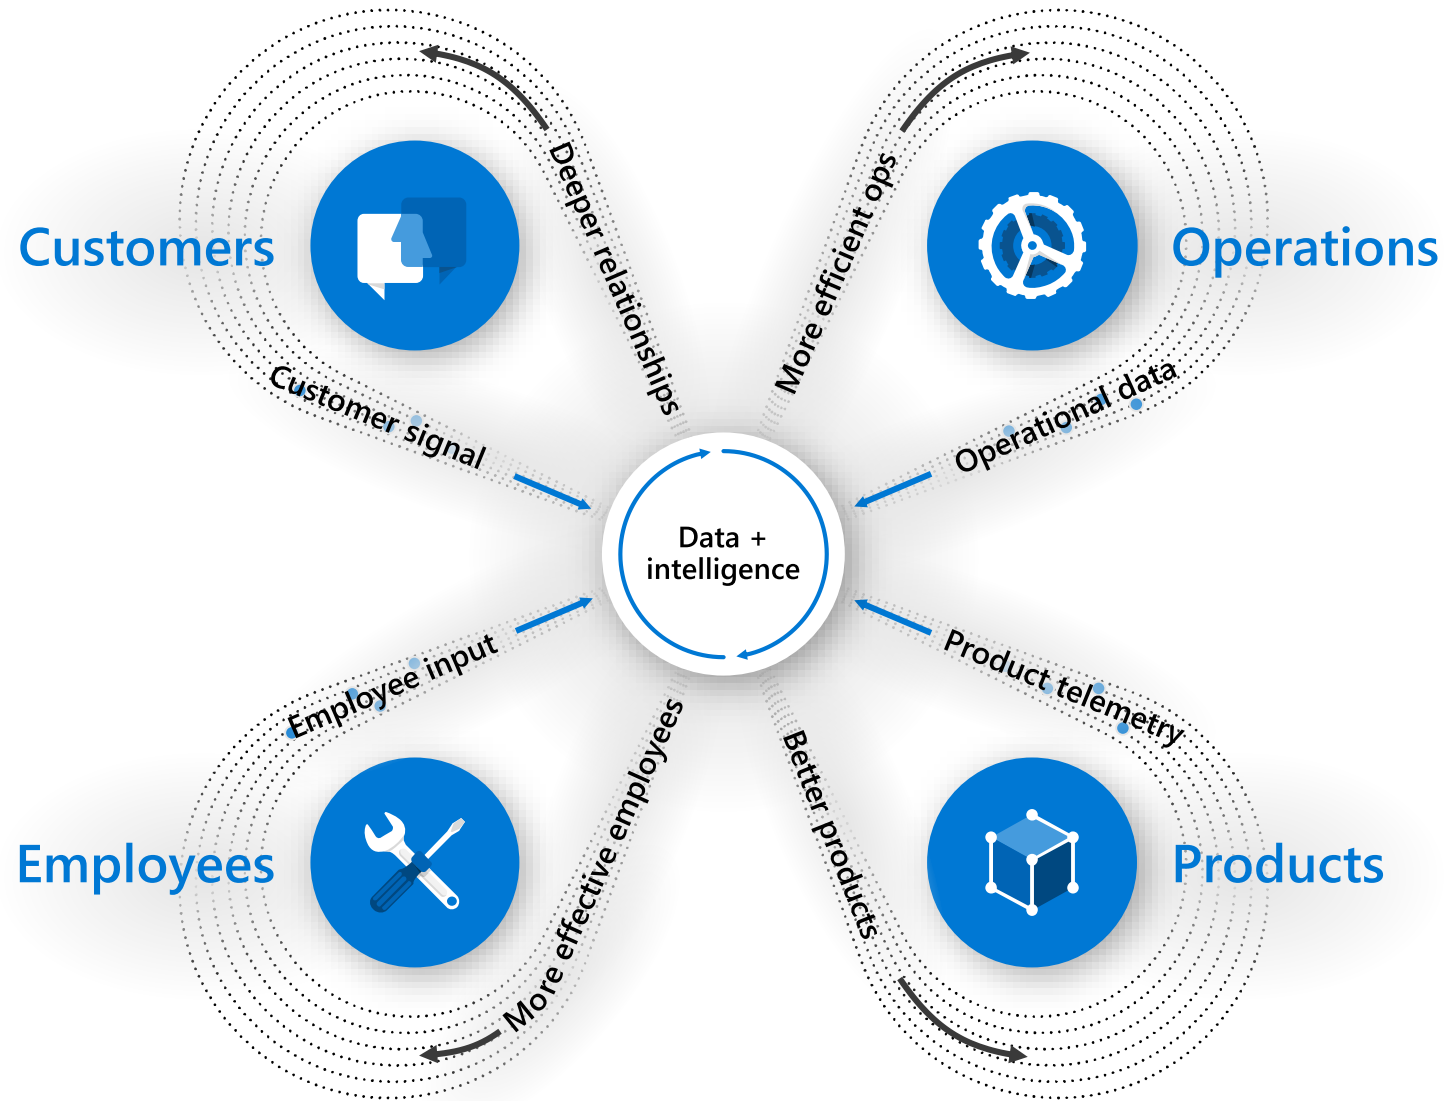 Deeper relationships
More efficient ops
Customers
Operations
Customer signal
Operational data
Data +
intelligence
Employee input
Product telemetry
More effective employees
Better products
Employees
Products